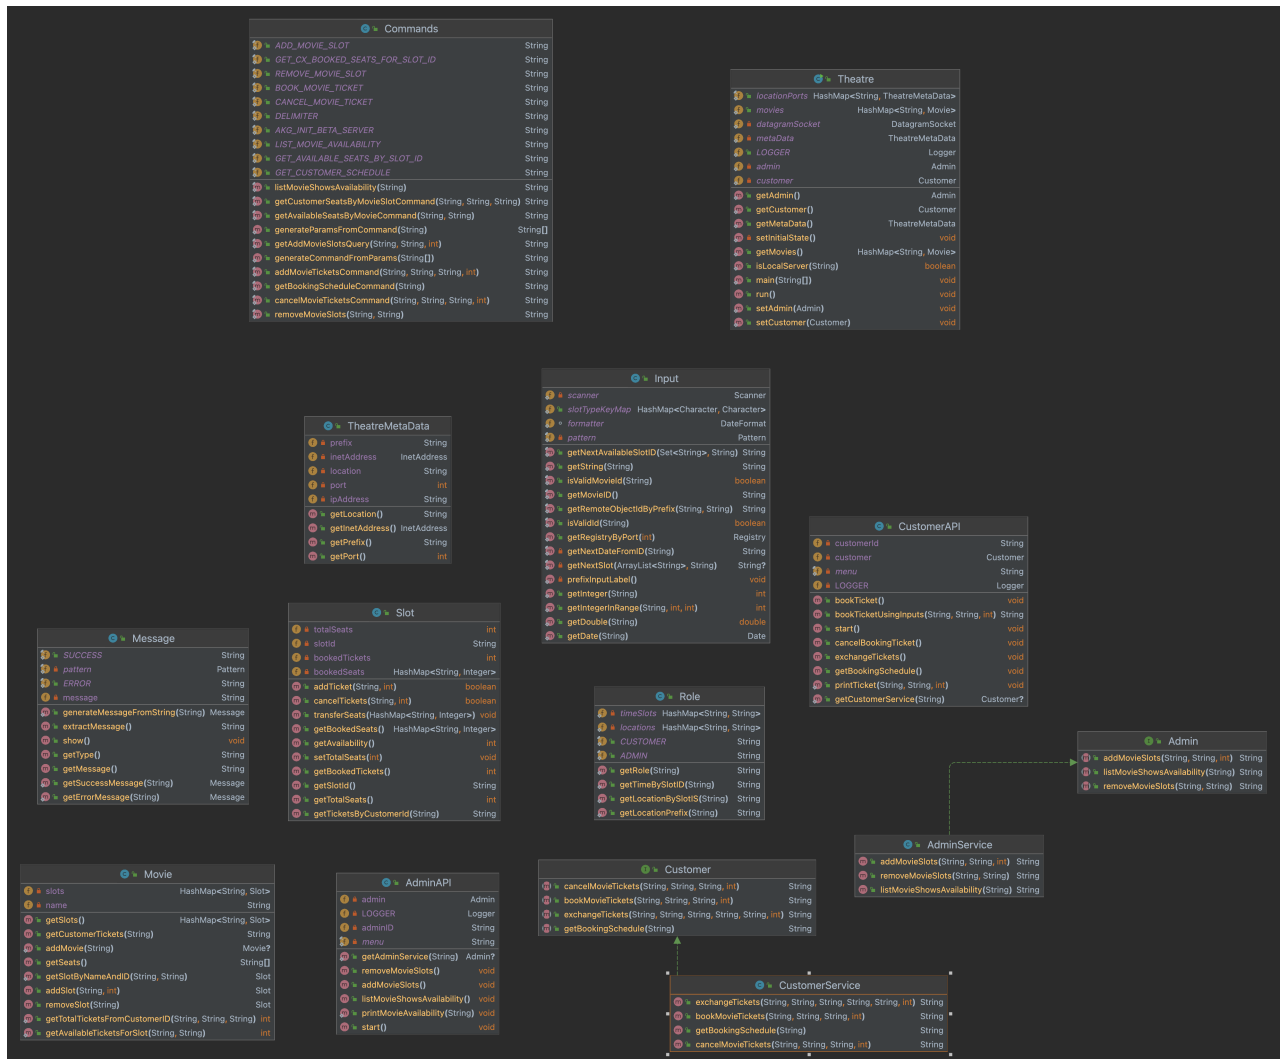 Commands
ADD_MOVIE_SLOT String
GET_CX_BOOKED_SEATS_FOR_SLOT_ID String
REMOVE_MOVIE_SLOT String
BOOK_MOVIE_TICKET String
CANCEL_MOVIE_TICKET String
DELIMITER String
AKG_INIT_BETA_SERVER String
LIST_MOVIE_AVAILABILITY String
GET_AVAILABLE_SEATS_BY_SLOT_ID String
GET_CUSTOMER_SCHEDULE String
listMovieShowsAvailability(String) String
getCustomerSeatsByMovieSlotCommand(String, String, String) String
getAvailableSeatsByMovieCommand(String, String) String
generateParamsFromCommand(String) String[]
getAddMovieSlotsQuery(String, String, int) String
generateCommandFromParams(String[]) String
addMovieTicketsCommand(String, String, String, int) String
getBookingScheduleCommand(String) String
cancelMovieTicketsCommand(String, String, String, int) String
removeMovieSlots(String, String) String
Theatre
locationPorts HashMap<String, TheatreMetaData>
movies HashMap<String, Movie>
datagramSocket DatagramSocket
metaData TheatreMetaData
LOGGER Logger
admin Admin
customer Customer
getAdmin() Admin
getCustomer() Customer
getMetaData() TheatreMetaData
setInitialState() void
getMovies() HashMap<String, Movie>
isLocalServer(String) boolean
main(String[]) void
run() void
setAdmin(Admin) void
setCustomer(Customer) void
Input
scanner Scanner
slotTypeKeyMap HashMap<Character, Character>
formatter DateFormat
pattern Pattern
getNextAvailableSlotID(Set<String>, String) String
getString(String) String
isValidMovieId(String) boolean
getMovieID() String
getRemoteObjectIdByPrefix(String, String) String
isValidId(String) boolean
getRegistryByPort(int) Registry
getNextDateFromID(String) String
getNextSlot(ArrayList<String>, String) String?
prefixInputLabel() void
getInteger(String) int
getIntegerInRange(String, int, int) int
getDouble(String) double
getDate(String) Date
TheatreMetaData
prefix String
inetAddress InetAddress
location String
port int
ipAddress String
getLocation() String
getInetAddress() InetAddress
getPrefix() String
getPort() int
CustomerAPI
customerId String
customer Customer
menu String
LOGGER Logger
bookTicket() void
bookTicketUsingInputs(String, String, int) String
start() void
cancelBookingTicket() void
exchangeTickets() void
getBookingSchedule() void
printTicket(String, String, int) void
getCustomerService(String) Customer?
Slot
totalSeats int
slotId String
bookedTickets int
bookedSeats HashMap<String, Integer>
addTicket(String, int) boolean
cancelTickets(String, int) boolean
transferSeats(HashMap<String, Integer>) void
getBookedSeats() HashMap<String, Integer>
getAvailability() int
setTotalSeats(int) void
getBookedTickets() int
getSlotId() String
getTotalSeats() int
getTicketsByCustomerId(String) String
Message
SUCCESS String
pattern Pattern
ERROR String
message String
generateMessageFromString(String) Message
extractMessage() String
show() void
getType() String
getMessage() String
getSuccessMessage(String) Message
getErrorMessage(String) Message
Role
timeSlots HashMap<String, String>
locations HashMap<String, String>
CUSTOMER String
ADMIN String
getRole(String) String
getTimeBySlotID(String) String
getLocationBySlotIS(String) String
getLocationPrefix(String) String
Admin
addMovieSlots(String, String, int) String
listMovieShowsAvailability(String) String
removeMovieSlots(String, String) String
AdminService
addMovieSlots(String, String, int) String
removeMovieSlots(String, String) String
listMovieShowsAvailability(String) String
Movie
slots HashMap<String, Slot>
name String
getSlots() HashMap<String, Slot>
getCustomerTickets(String) String
addMovie(String) Movie?
getSeats() String[]
getSlotByNameAndID(String, String) Slot
addSlot(String, int) Slot
removeSlot(String) Slot
getTotalTicketsFromCustomerID(String, String, String) int
getAvailableTicketsForSlot(String, String) int
AdminAPI
admin Admin
LOGGER Logger
adminID String
menu String
getAdminService(String) Admin?
removeMovieSlots() void
addMovieSlots() void
listMovieShowsAvailability() void
printMovieAvailability(String) void
start() void
Customer
cancelMovieTickets(String, String, String, int) String
bookMovieTickets(String, String, String, int) String
exchangeTickets(String, String, String, String, String, int) String
getBookingSchedule(String) String
CustomerService
exchangeTickets(String, String, String, String, String, int) String
bookMovieTickets(String, String, String, int) String
getBookingSchedule(String) String
cancelMovieTickets(String, String, String, int) String